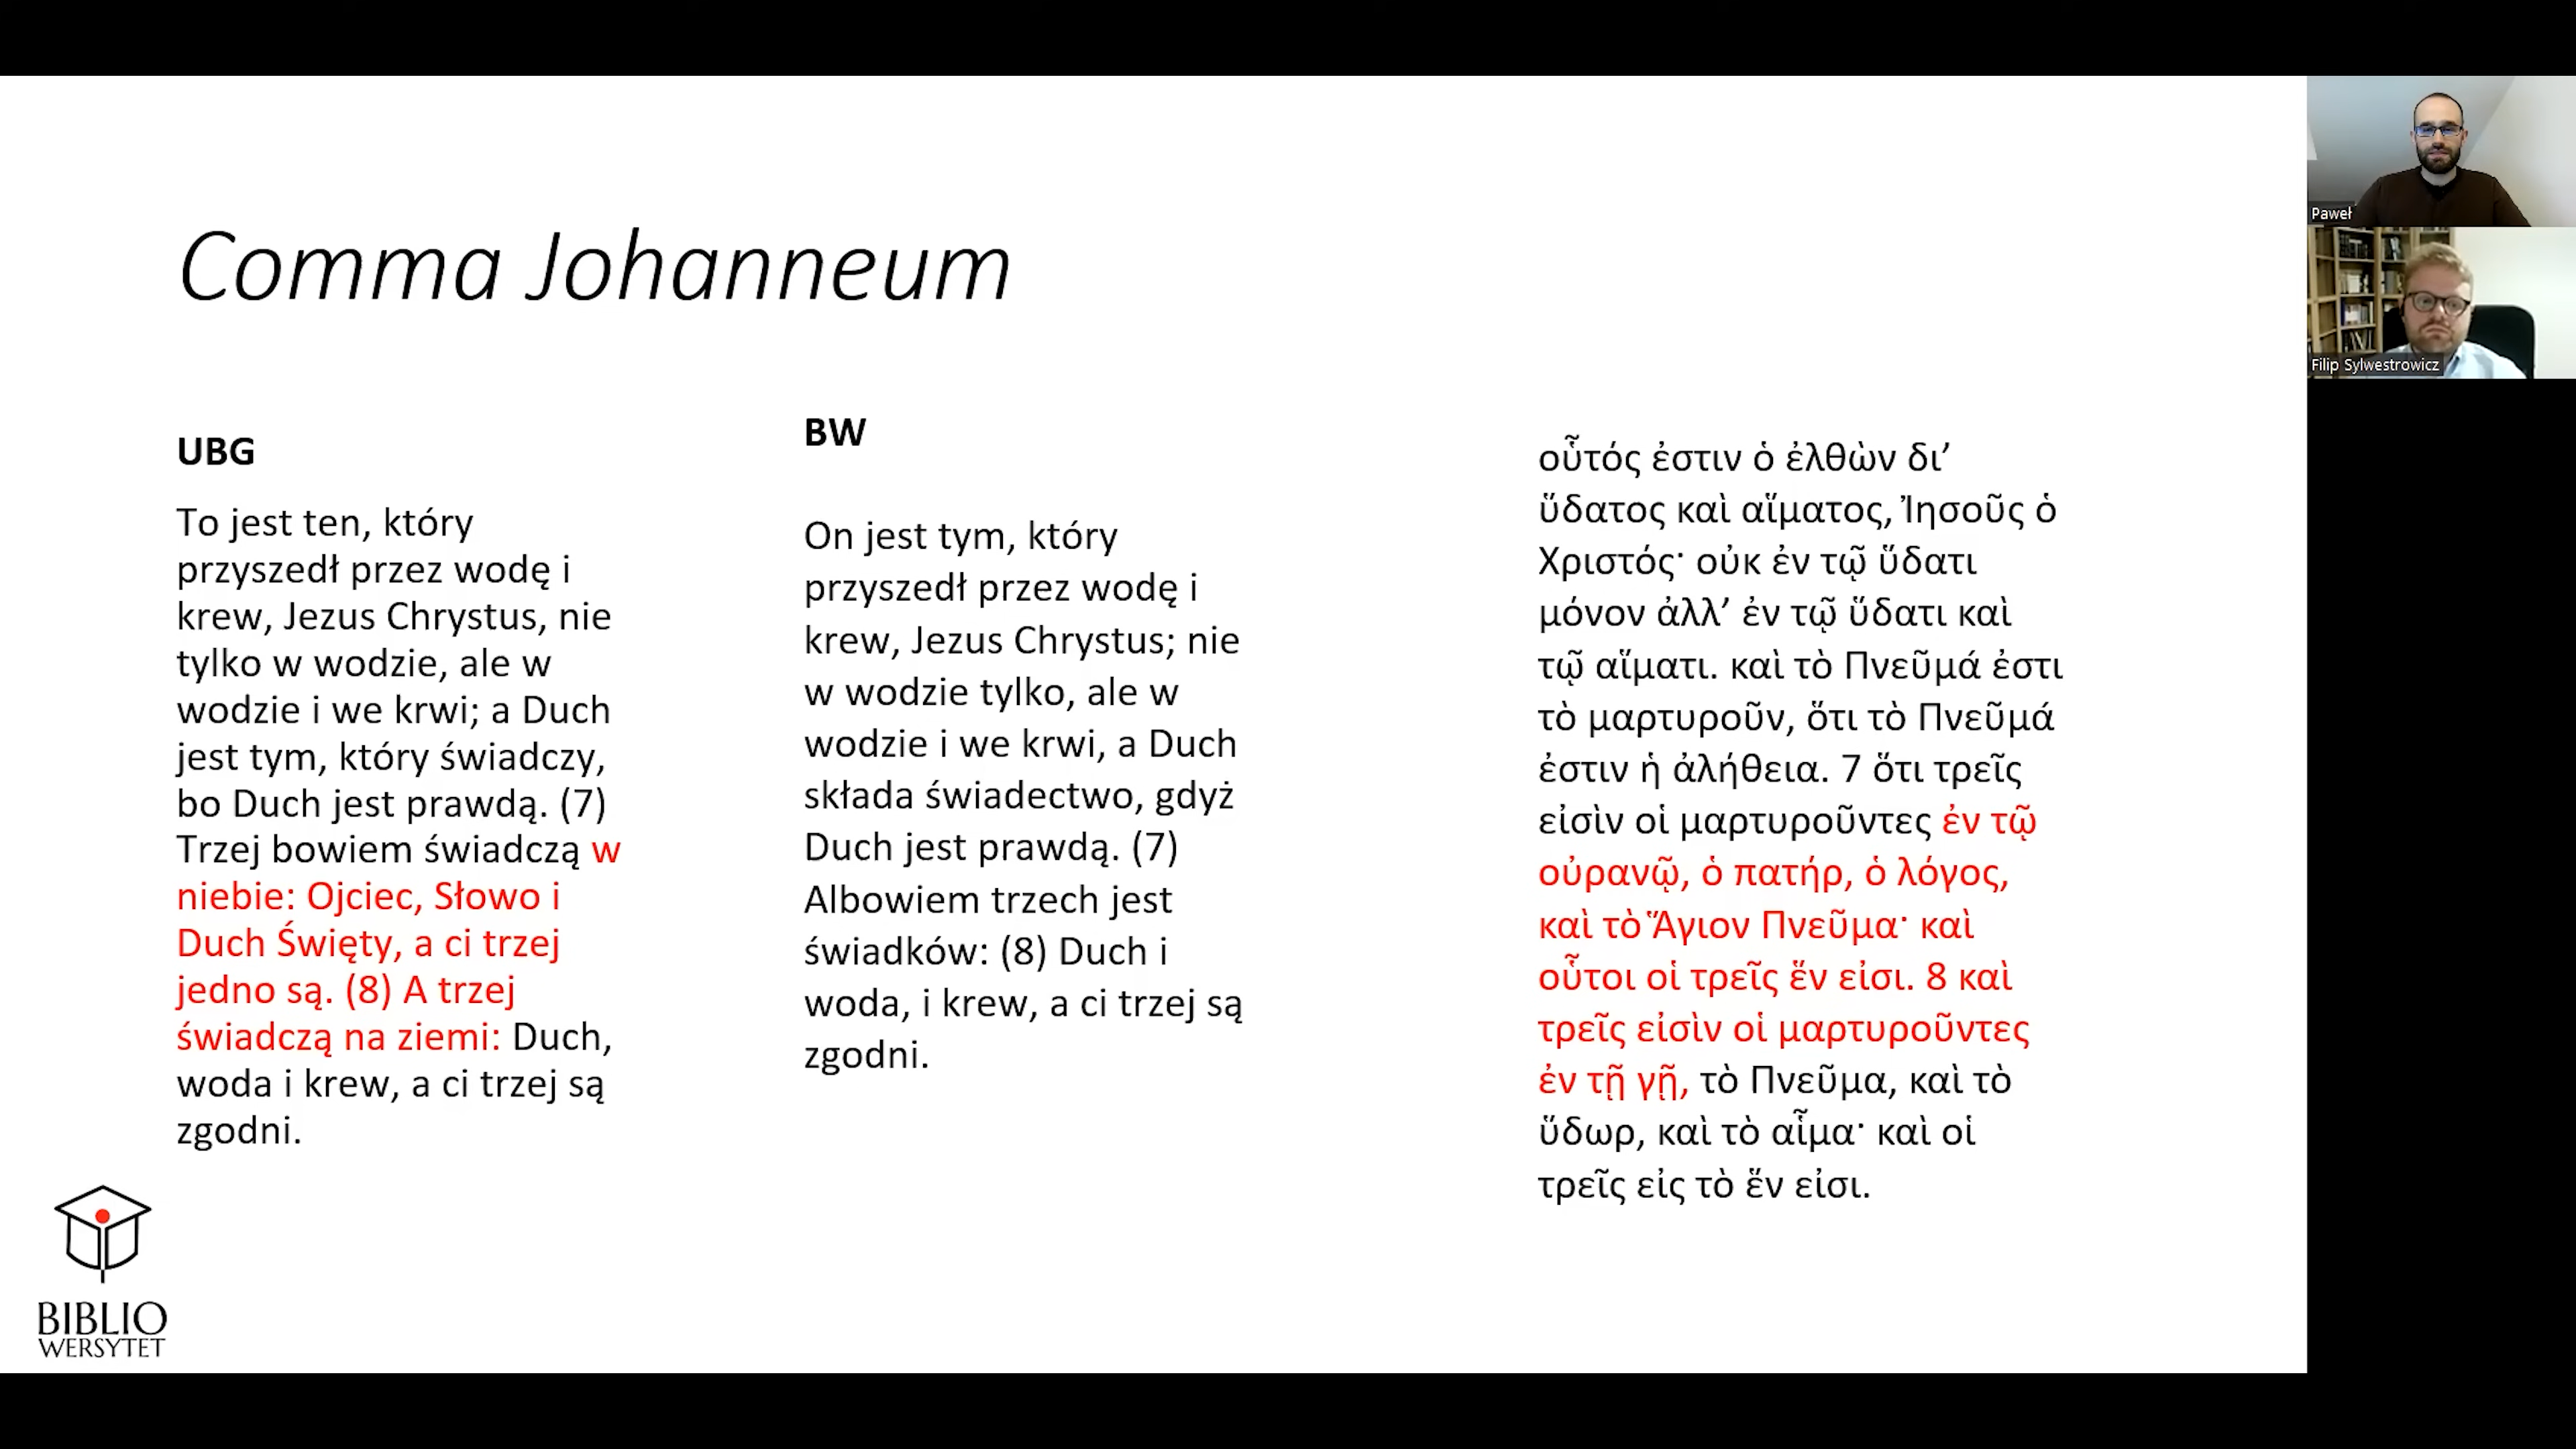 Comma Johanneum
UBG
To jest ten, który
przyszedł przez wodę i
krew, Jezus Chrystus, nie
tylko w wodzie, ale w
wodzie i we krwi; a Duch
jest tym, który świadczy,
bo Duch jest prawdą. (7)
Trzej bowiem świadczą w
niebie: Ojciec, Słowo i
Duch Święty, a ci trzej
jedno są. (8) A trzej
świadczą na ziemi: Duch,
woda i krew, a ci trzej są
zgodni.
BW
On jest tym, który
przyszedł przez wodę i
krew, Jezus Chrystus; nie
w wodzie tylko, ale w
wodzie i we krwi, a Duch
składa świadectwo, gdyż
Duch jest prawdą. (7)
Albowiem trzech jest
świadków: (8) Duch i
woda, i krew, a ci trzej są
zgodni.
οὗτός ἐστιν ὁ ἐλθὼν δι’
ὕδατος καὶ αἵματος, Ἰησοῦς ὁ
Χριστός· οὐκ ἐν τῷ ὕδατι
μόνον ἀλλ’ ἐν τῷ ὕδατι καὶ
τῷ αἵματι. καὶ τὸ Πνεῦμά ἐστι
τὸ μαρτυροῦν, ὅτι τὸ Πνεῦμά
ἐστιν ἡ ἀλήθεια. 7 ὅτι τρεῖς
εἰσὶν οἱ μαρτυροῦντες ἐν τῷ
οὐρανῷ, ὁ πατήρ, ὁ λόγος,
καὶ τὸ Ἅγιον Πνεῦμα· καὶ
οὗτοι οἱ τρεῖς ἕν εἰσι. 8 καὶ
τρεῖς εἰσὶν οἱ μαρτυροῦντες
ἐν τῇ γῇ, τὸ Πνεῦμα, καὶ τὸ
ὕδωρ, καὶ τὸ αἷμα· καὶ οἱ
τρεῖς εἰς τὸ ἕν εἰσι.
BIBLIO
WERSYTET
Paweł
Filip Sylwestrowicz